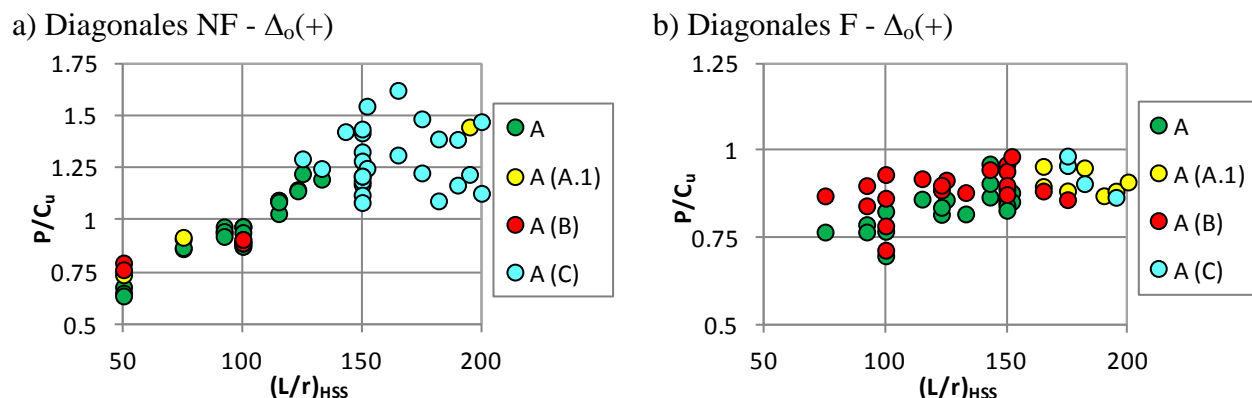 a) Diagonales NF - Δₒ(+)
1.75
1.5
1.25
1
0.75
0.5
P/Cᵤ
50 100 150 200
(L/r)HSS
A
A (A.1)
A (B)
A (C)
b) Diagonales F - Δₒ(+)
1.25
1
0.75
0.5
P/Cᵤ
50 100 150 200
(L/r)HSS
A
A (A.1)
A (B)
A (C)